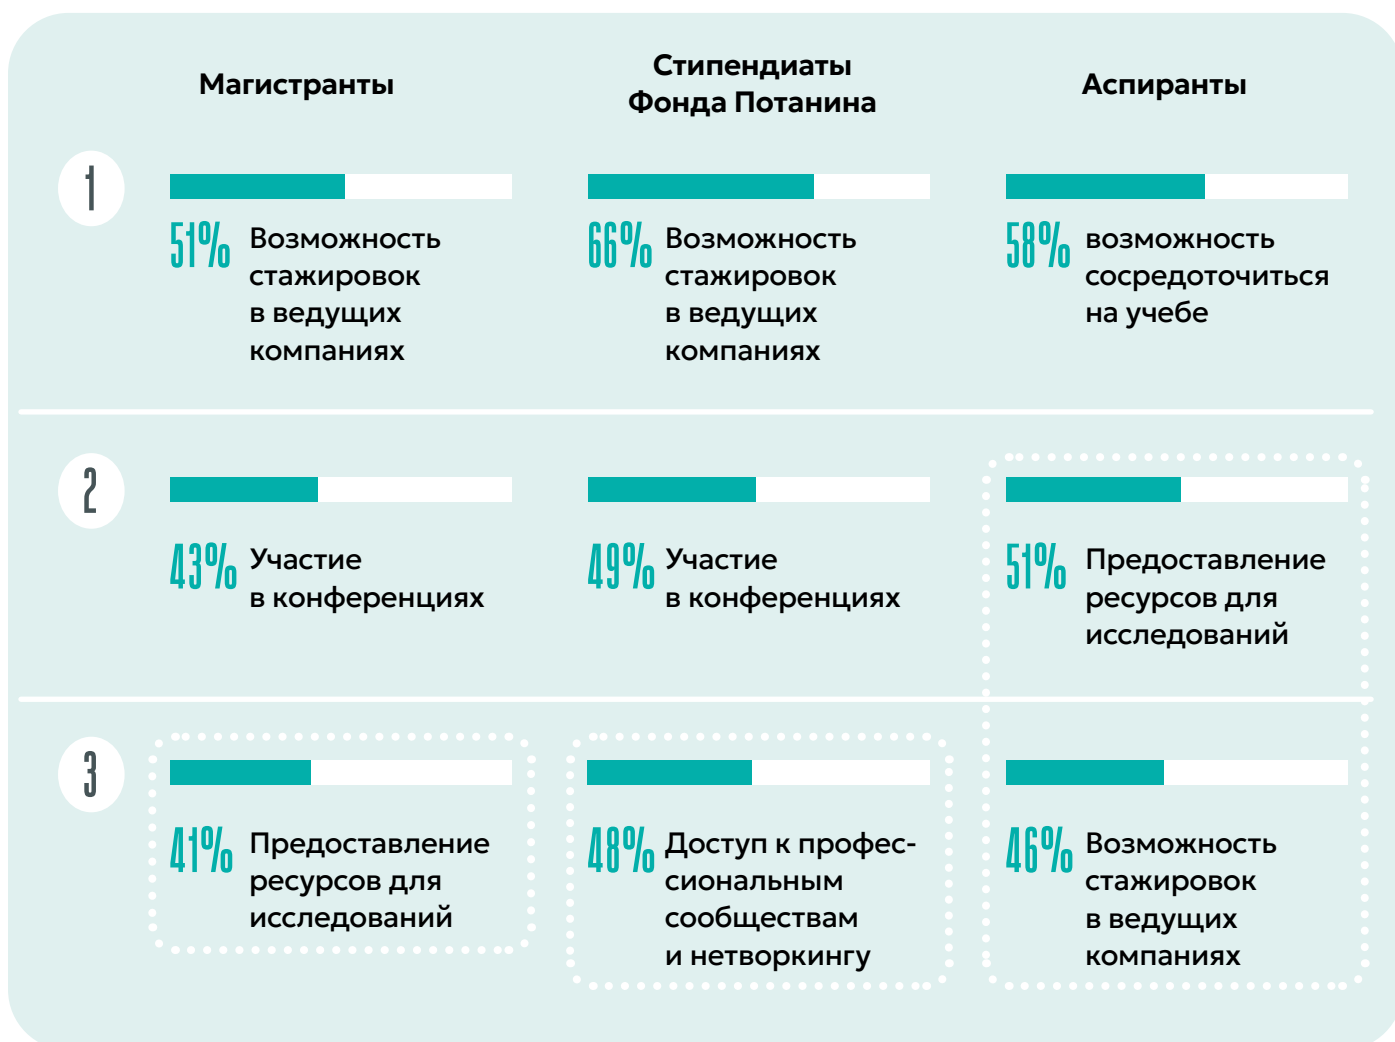 Магистранты
Стипендиаты
Фонда Потанина
Аспиранты
1
51%
Возможность
стажировок
в ведущих
компаниях
66%
Возможность
стажировок
в ведущих
компаниях
58%
возможность
сосредоточиться
на учебе
2
43%
Участие
в конференциях
49%
Участие
в конференциях
51%
Предоставление
ресурсов для
исследований
3
41%
Предоставление
ресурсов для
исследований
48%
Доступ к профес-
сиональным
сообществам
и нетворкингу
46%
Возможность
стажировок
в ведущих
компаниях